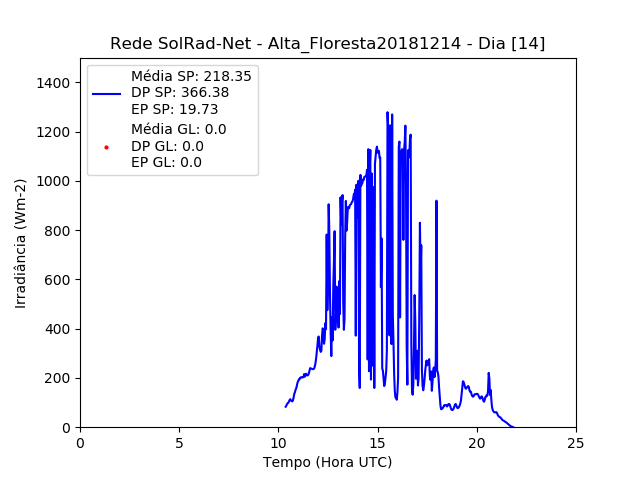 Rede SolRad-Net - Alta_Floresta20181214 - Dia [14]
Média SP: 218.35
DP SP: 366.38
EP SP: 19.73
Média GL: 0.0
DP GL: 0.0
EP GL: 0.0
1400
1200
1000
800
600
400
200
0
Irradiância (Wm-2)
0 5 10 15 20 25
Tempo (Hora UTC)